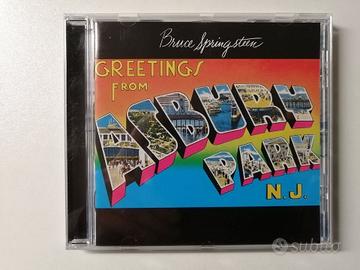 Bruce Springsteen
GREETINGS
FROM
ASBURY
PARK
N.J.
subito